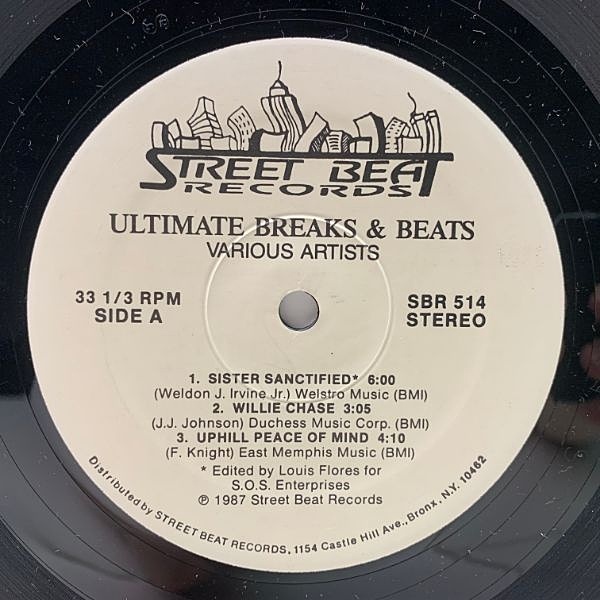 STREET BEAT
RECORDS
ULTIMATE BREAKS & BEATS
VARIOUS ARTISTS
33 1/3 RPM
SIDE A
SBR 514
STEREO
1. SISTER SANCTIFIED* 6:00
(Weldon J. Irvine Jr.) Welstro Music (BMI)
2. WILLIE CHASE 3:05
(J.J. Johnson) Duchess Music Corp. (BMI)
3. UPHILL PEACE OF MIND 4:10
(F. Knight) East Memphis Music (BMI)
* Edited by Louis Flores for
S.O.S. Enterprises
℗ 1987 Street Beat Records
Distributed by STREET BEAT RECORDS, 1154 Castle Hill Ave., Bronx, N.Y. 10462